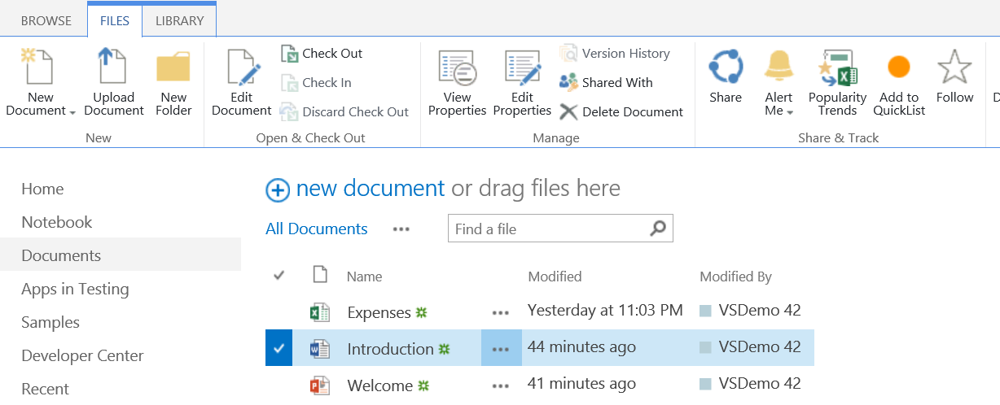 BROWSE FILES LIBRARY
New Document
Upload Document
New Folder
New
Edit Document
Check Out
Check In
Discard Check Out
Open & Check Out
View Properties
Edit Properties
Version History
Shared With
Delete Document
Manage
Share
Alert Me
Popularity Trends
Add to QuickList
Follow
Share & Track
D
Home
Notebook
Documents
Apps in Testing
Samples
Developer Center
Recent
new document or drag files here
All Documents ••• Find a file
Name Modified Modified By
Expenses ••• Yesterday at 11:03 PM VSDemo 42
Introduction ••• 44 minutes ago VSDemo 42
Welcome ••• 41 minutes ago VSDemo 42